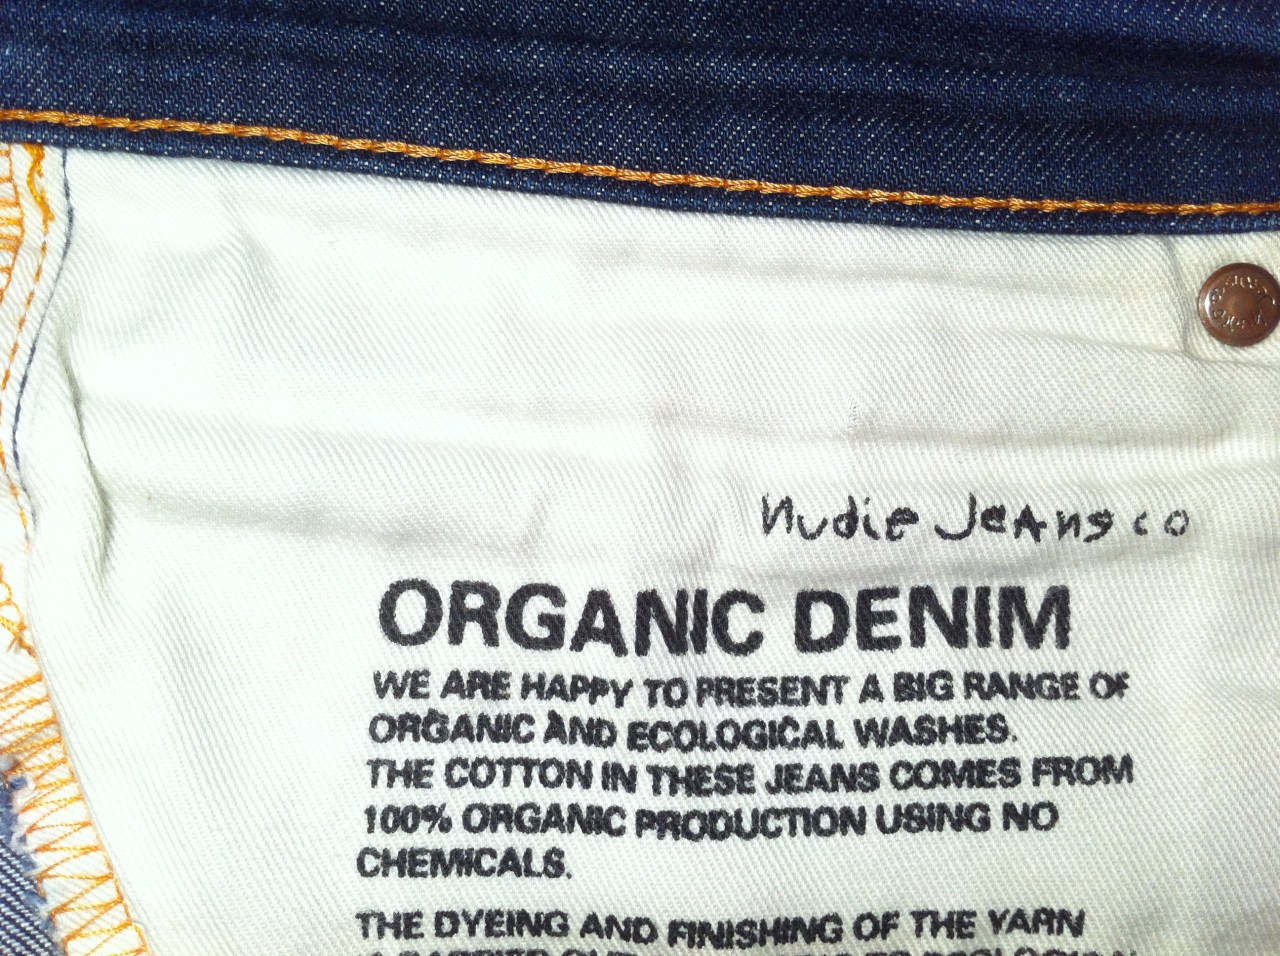 Nudie Jeans co
ORGANIC DENIM
WE ARE HAPPY TO PRESENT A BIG RANGE OF
ORGANIC AND ECOLOGICAL WASHES.
THE COTTON IN THESE JEANS COMES FROM
100% ORGANIC PRODUCTION USING NO
CHEMICALS.
THE DYEING AND FINISHING OF THE YARN